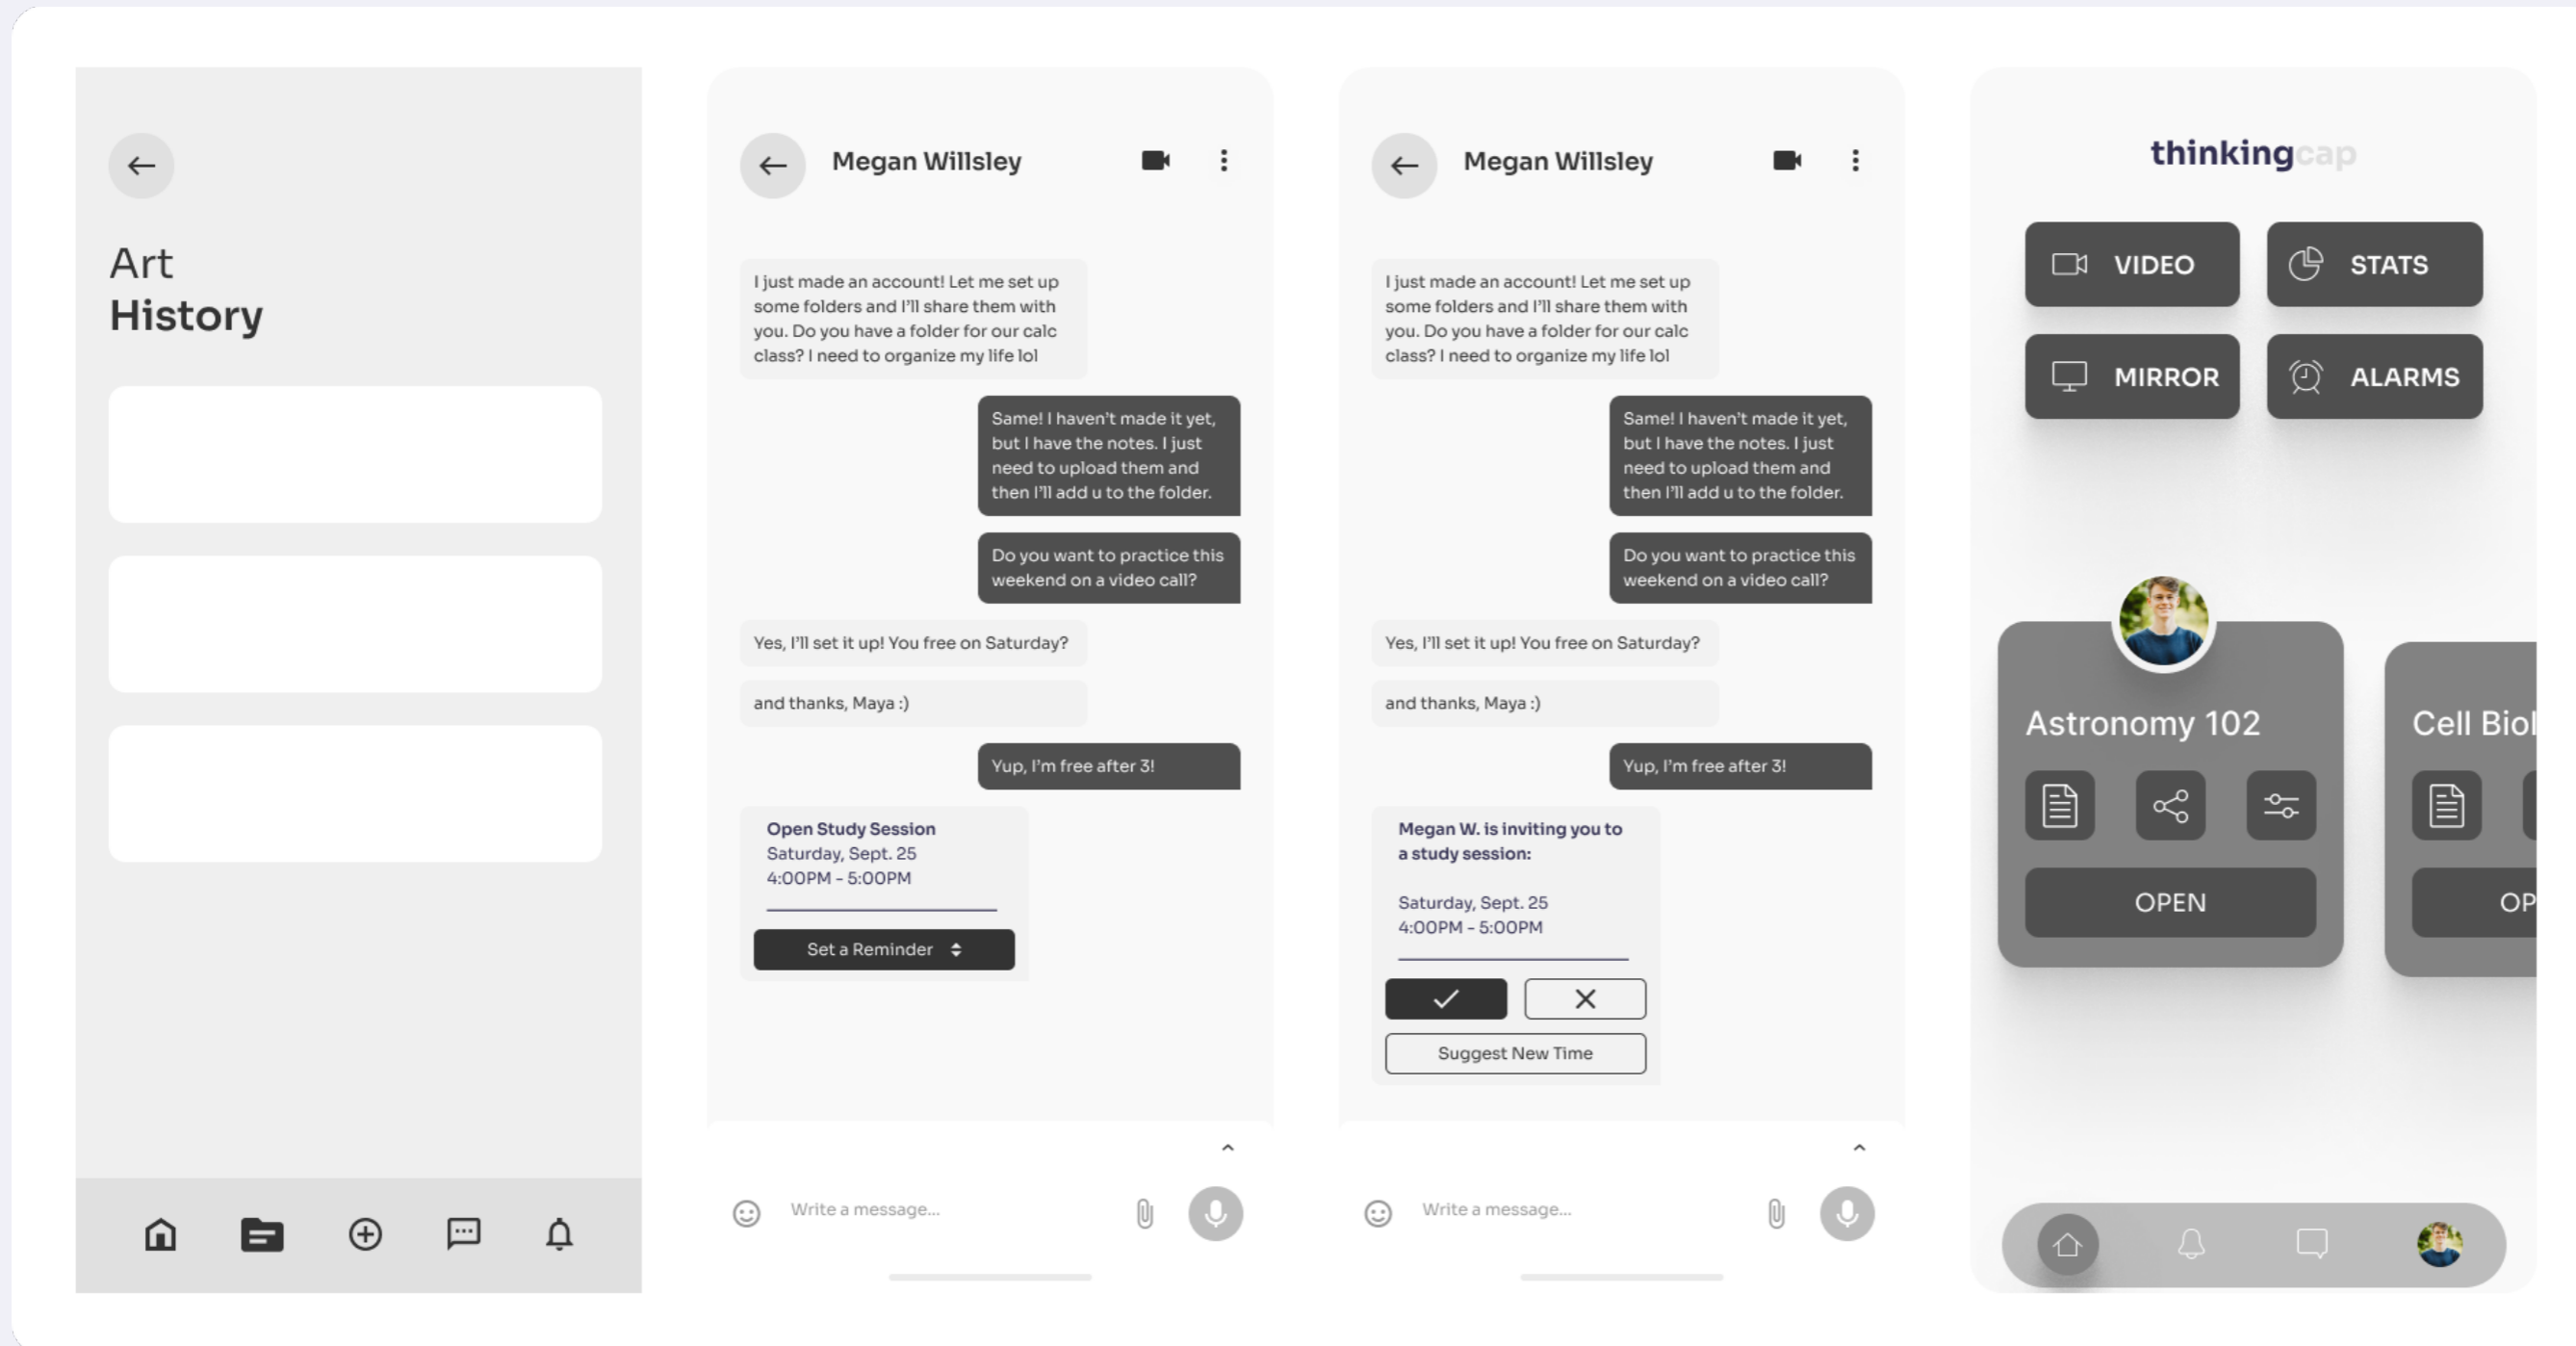 Art
History
Megan Willsley
I just made an account! Let me set up
some folders and I’ll share them with
you. Do you have a folder for our calc
class? I need to organize my life lol
Same! I haven’t made it yet,
but I have the notes. I just
need to upload them and
then I’ll add u to the folder.
Do you want to practice this
weekend on a video call?
Yes, I’ll set it up! You free on Saturday?
and thanks, Maya :)
Yup, I’m free after 3!
Open Study Session
Saturday, Sept. 25
4:00PM - 5:00PM
Set a Reminder
Write a message...
Megan Willsley
I just made an account! Let me set up
some folders and I’ll share them with
you. Do you have a folder for our calc
class? I need to organize my life lol
Same! I haven’t made it yet,
but I have the notes. I just
need to upload them and
then I’ll add u to the folder.
Do you want to practice this
weekend on a video call?
Yes, I’ll set it up! You free on Saturday?
and thanks, Maya :)
Yup, I’m free after 3!
Megan W. is inviting you to
a study session:
Saturday, Sept. 25
4:00PM - 5:00PM
Suggest New Time
Write a message...
thinkingcap
VIDEO
STATS
MIRROR
ALARMS
Astronomy 102
OPEN
Cell Biol
OP